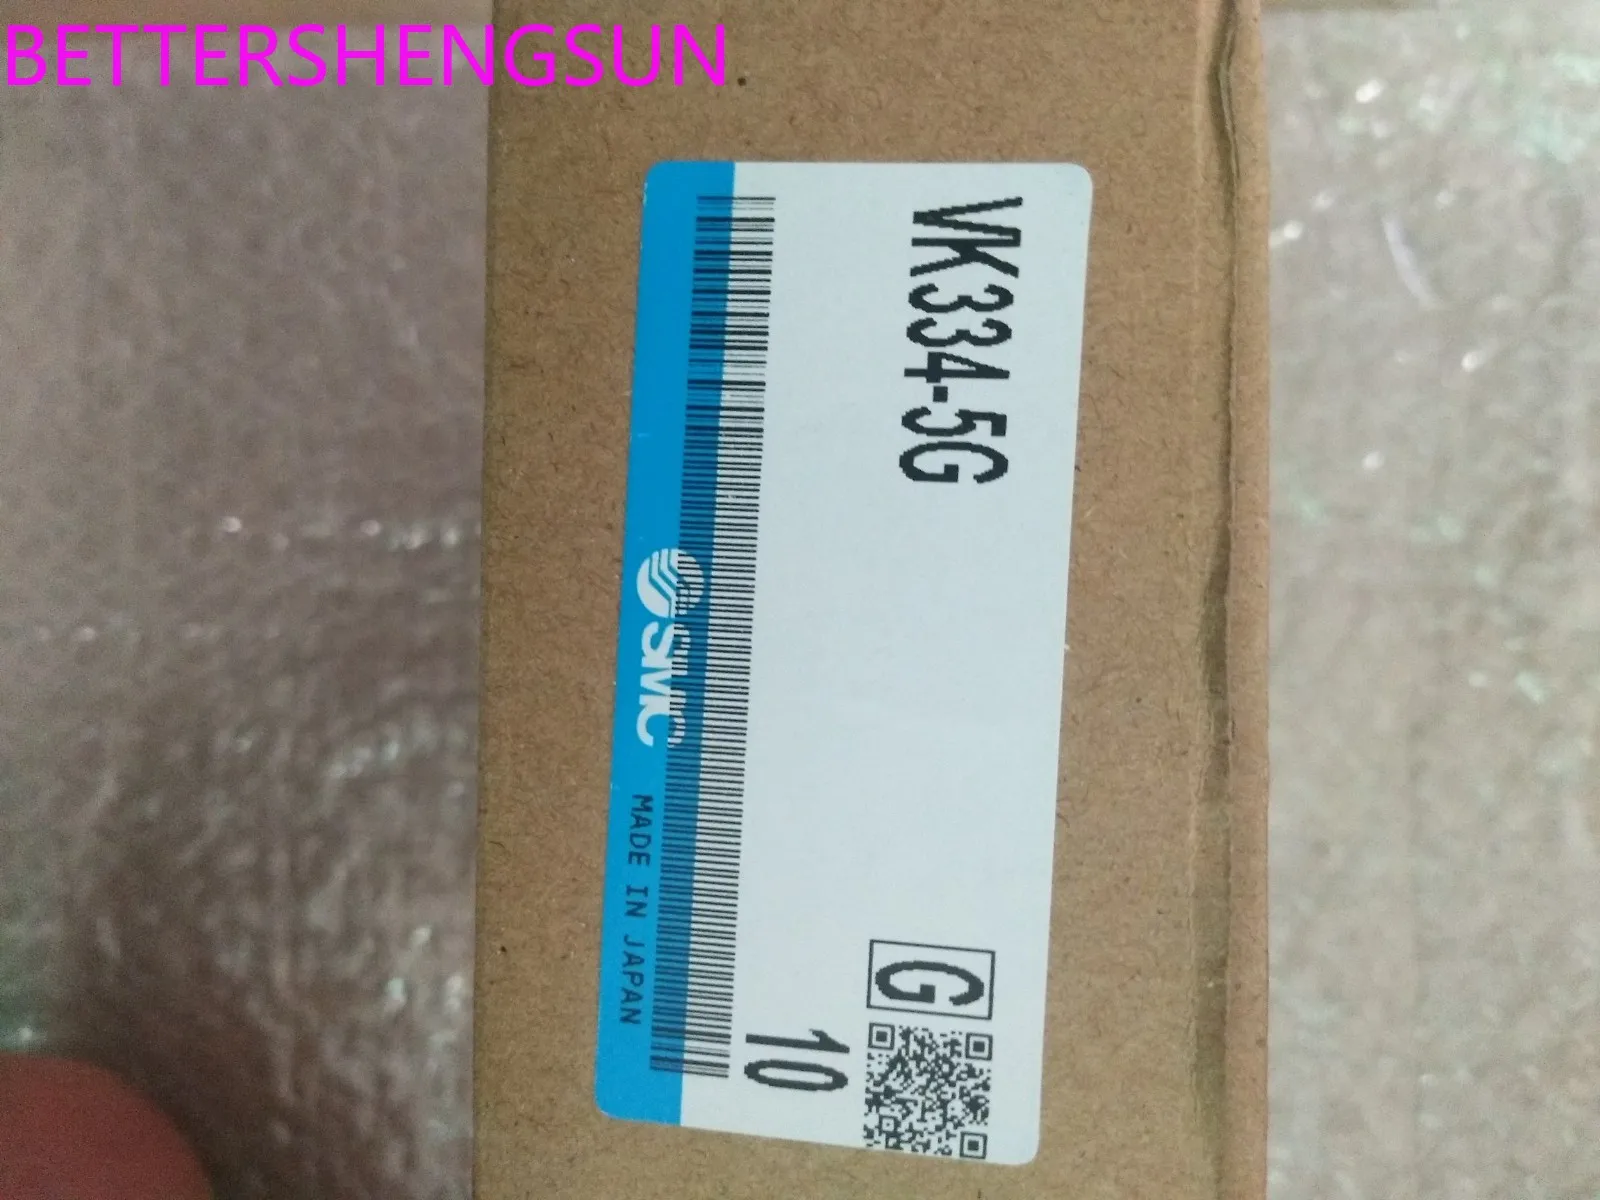 BETTERSHENGSUN
VK334-5G
G
10
SMC
MADE IN JAPAN